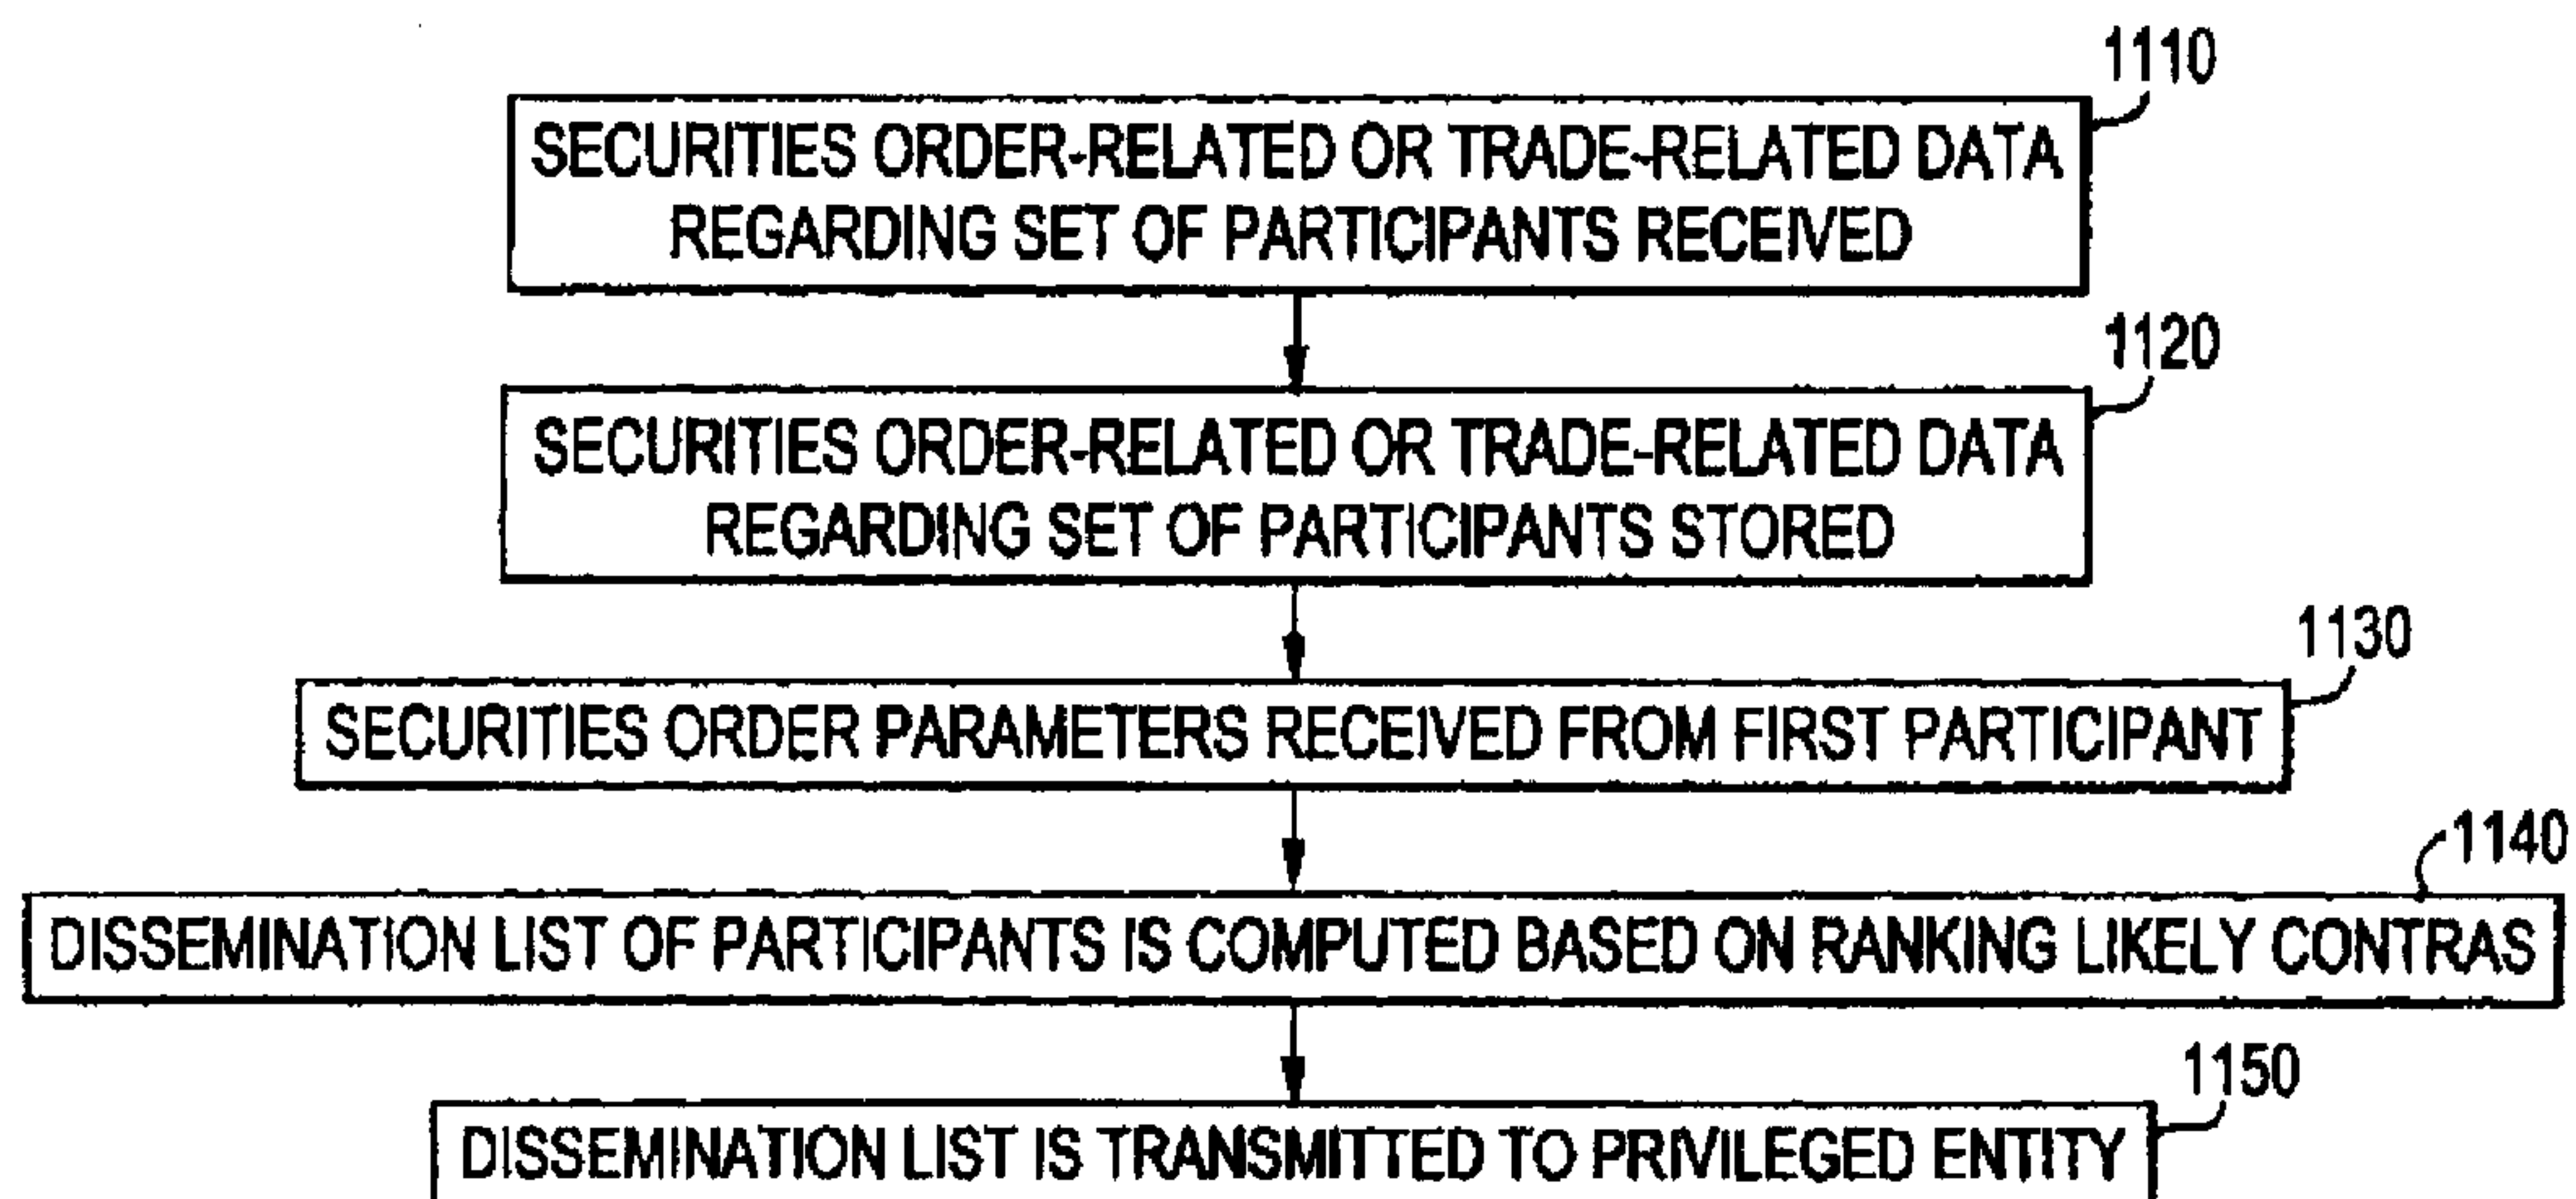 1110
SECURITIES ORDER-RELATED OR TRADE-RELATED DATA
REGARDING SET OF PARTICIPANTS RECEIVED
1120
SECURITIES ORDER-RELATED OR TRADE-RELATED DATA
REGARDING SET OF PARTICIPANTS STORED
1130
SECURITIES ORDER PARAMETERS RECEIVED FROM FIRST PARTICIPANT
1140
DISSEMINATION LIST OF PARTICIPANTS IS COMPUTED BASED ON RANKING LIKELY CONTRAS
1150
DISSEMINATION LIST IS TRANSMITTED TO PRIVILEGED ENTITY